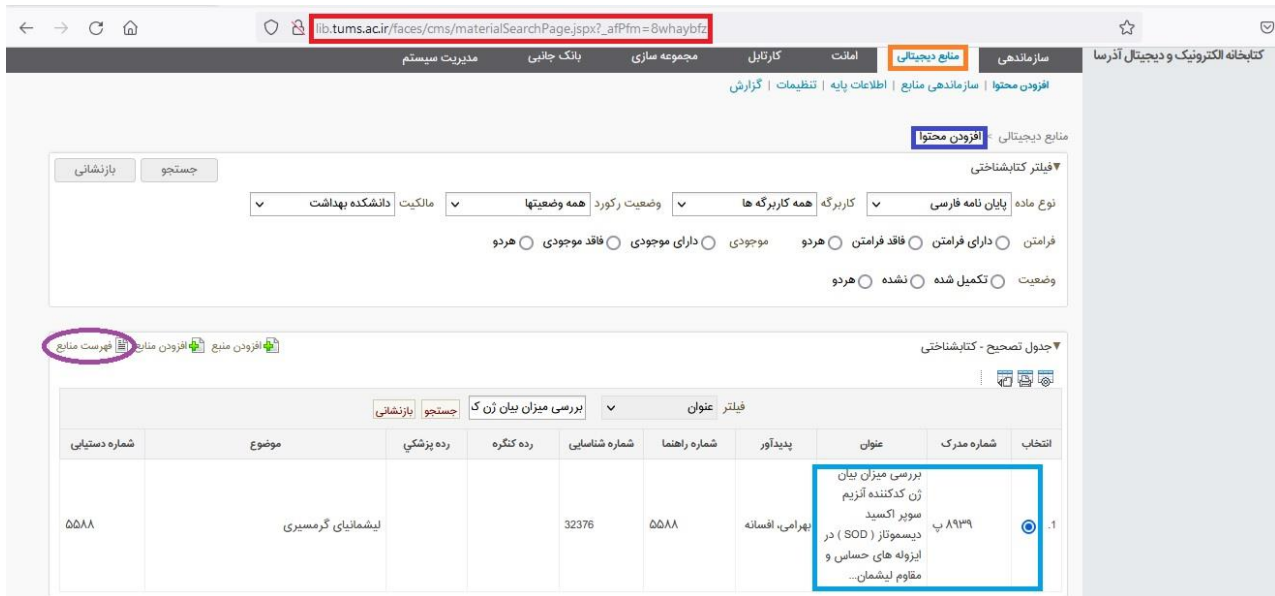 lib.tums.ac.ir/faces/cms/materialSearchPage.jspx?_afPfm=8whaybfz
کتابخانه الکترونیک و دیجیتال آذرسا
سازماندهی منابع دیجیتالی امانت کارتابل مجموعه سازی بانک جانبی مدیریت سیستم
افزودن محتوا | سازماندهی منابع | اطلاعات پایه | تنظیمات | گزارش
منابع دیجیتالی > افزودن محتوا
فیلتر کتابشناختی
جستجو بازنشانی
نوع ماده پایان نامه فارسی کاربرگه همه کاربرگه ها وضعیت رکورد همه وضعیتها مالکیت دانشکده بهداشت
فرامتن دارای فرامتن فاقد فرامتن هردو موجودی دارای موجودی فاقد موجودی هردو
وضعیت تکمیل شده نشده هردو
جدول تصحیح - کتابشناختی
افزودن منبع افزودن منابع فهرست منابع
فیلتر عنوان بررسی میزان بیان ژن ک جستجو بازنشانی
انتخاب شماره مدرک عنوان پدیدآور شماره راهنما شماره شناسایی رده کنگره رده پزشکي موضوع شماره دستیابی
بررسی میزان بیان
ژن کدکننده آنزیم
سوپر اکسید
.1 ۸۹۳۹ پ دیسموتاز ( SOD ) در بهرامی، افسانه ۵۵۸۸ 32376 لیشمانیای گرمسیری ۵۵۸۸
ایزوله های حساس و
مقاوم لیشمان...